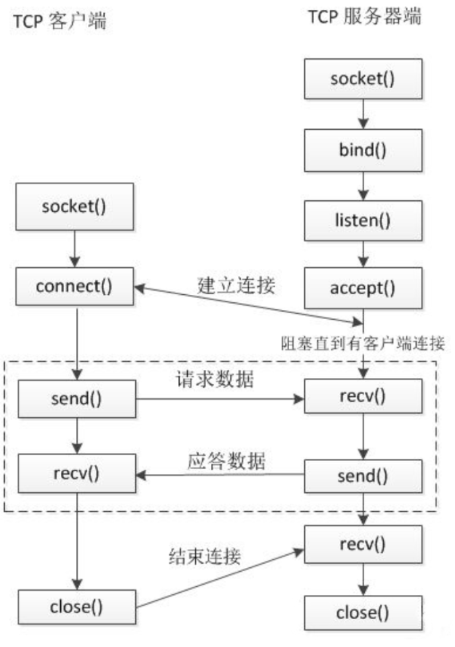 TCP 客户端
TCP 服务器端
socket()
bind()
socket()
listen()
connect()
建立连接
accept()
阻塞直到有客户端连接
send()
请求数据
recv()
recv()
应答数据
send()
recv()
结束连接
close()
close()